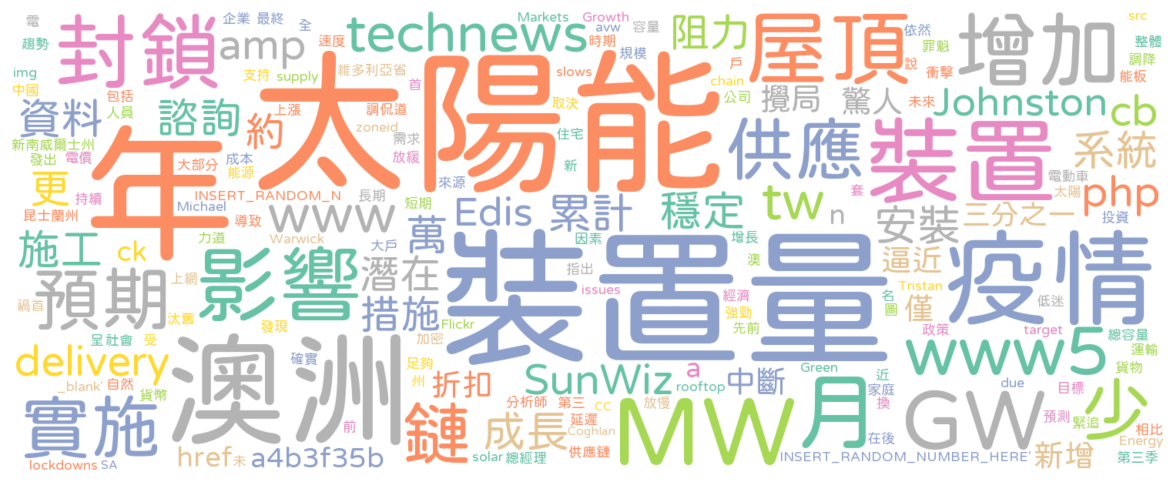 電
企業
最終
全
Markets
Growth
容量
src
趨勢
封鎖
amp
速度
technews
時期
avw
阻力
屋頂
依然
增加
整體
罪魁
調降
img
支持
supply
維多利亞省
首
slows
規模
戶
說
衝擊
能板
中國
包括
人員
資料
諮詢
上漲
調侃道
太陽能
取決
chain
公司
攪局
驚人
未來
Johnston
cb
新南威爾士州
約
zoneid
需求
住宅
供應
裝置
系統
發出
電價
大部分
成本
能源
放緩
新
年
更
持續
INSERT_RANDOM_N
長期
來源
電動車
太陽
php
昆士蘭州
Michael
www
短期
Edis
累計
穩定
tw
n
套
安裝
三分之一
投資
導致
力道
Warwick
萬
施工
ck
影響
大戶
因素
增長
澳
逼近
疫情
預期
上網
潛在
指出
裝置量
issues
經濟
Tristan
名
僅
低迷
禍首
汰舊
發現
措施
Flickr
強勁
先前
圖
政策
target
總容量
呈
社會
受
確實
加密
delivery
澳洲
足夠
www5
運輸
_blank'
自然
貨幣
州
折扣
SunWiz
a
rooftop
中斷
Green
近
家庭
due
目標
貨物
實施
前
鏈
分析師
第三
cc
放慢
MW
月
換
GW
預測
緊追
少
成長
延遲
Coghlan
相比
Energy
lockdowns
SA
href
未
a4b3f35b
solar
總經理
供應鏈
INSERT_RANDOM_NUMBER_HERE'
在後
新增
第三季